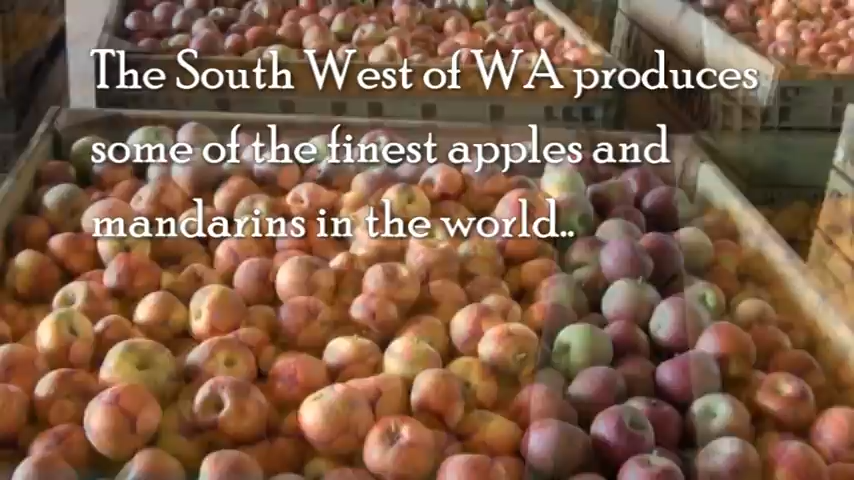 The South West of WA produces
some of the finest apples and
mandarins in the world..